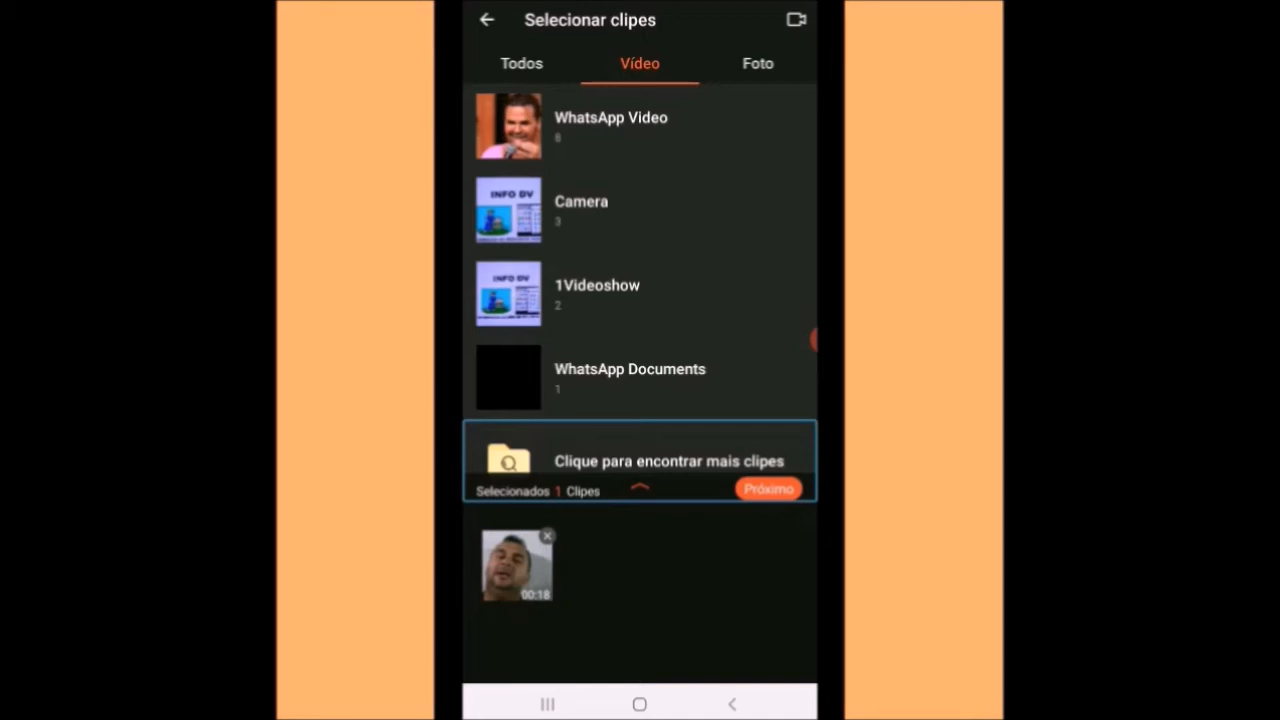 Selecionar clipes
Todos Vídeo Foto
WhatsApp Video
8
INFO DV
Camera
3
INFO DV
1Videoshow
2
WhatsApp Documents
1
Clique para encontrar mais clipes
Selecionados 1 Clipes Próximo
00:18